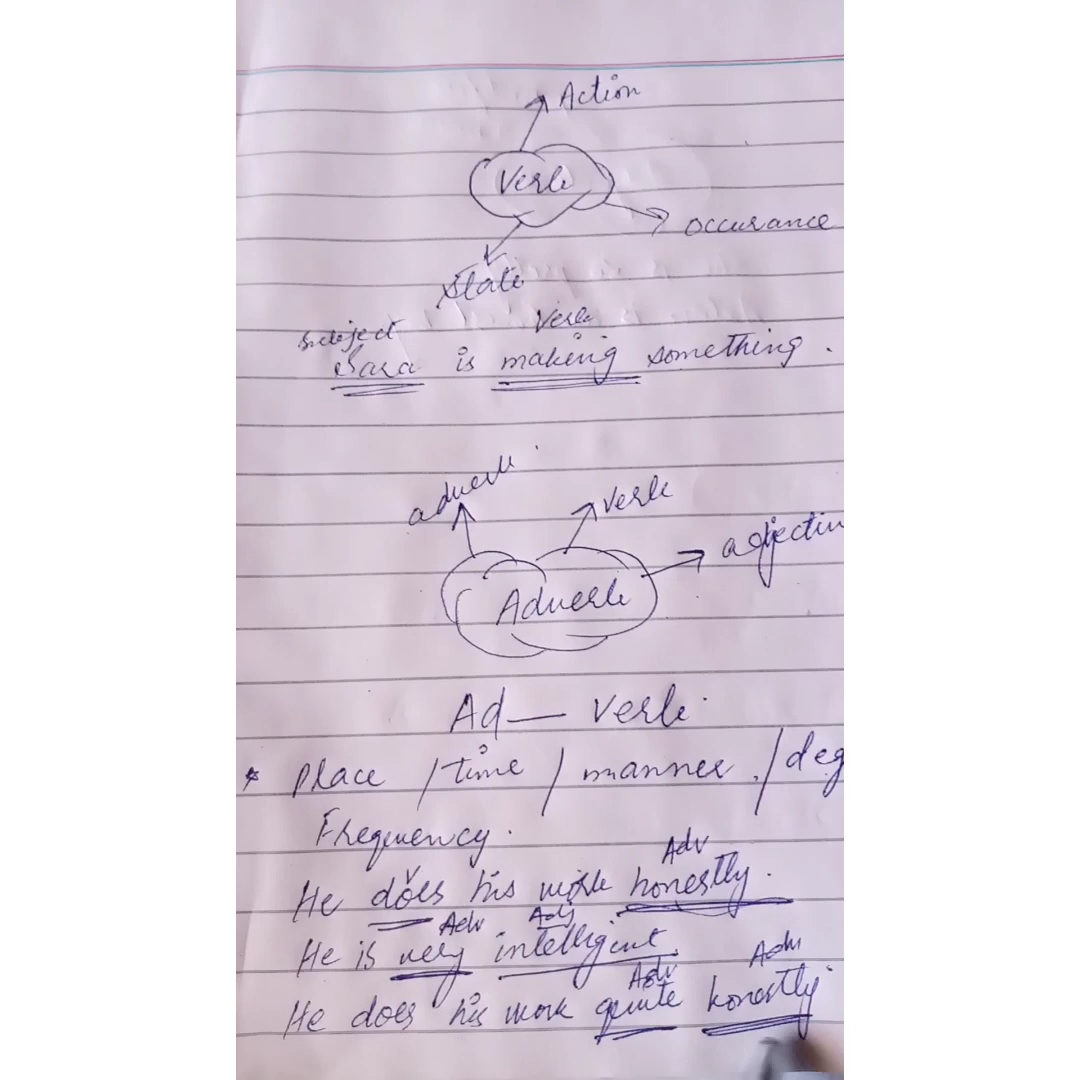 Action
Verb
occurance
State
Subject Verb
Sara is making something.
adverb
verb
adjectiv
Adverb
Ad — Verb
* Place / time / manner / deg
Frequency.
Adv
V
He does his work honestly.
Adv Adj
He is very intelligent.
Adv Adv
He does his work quite honestly